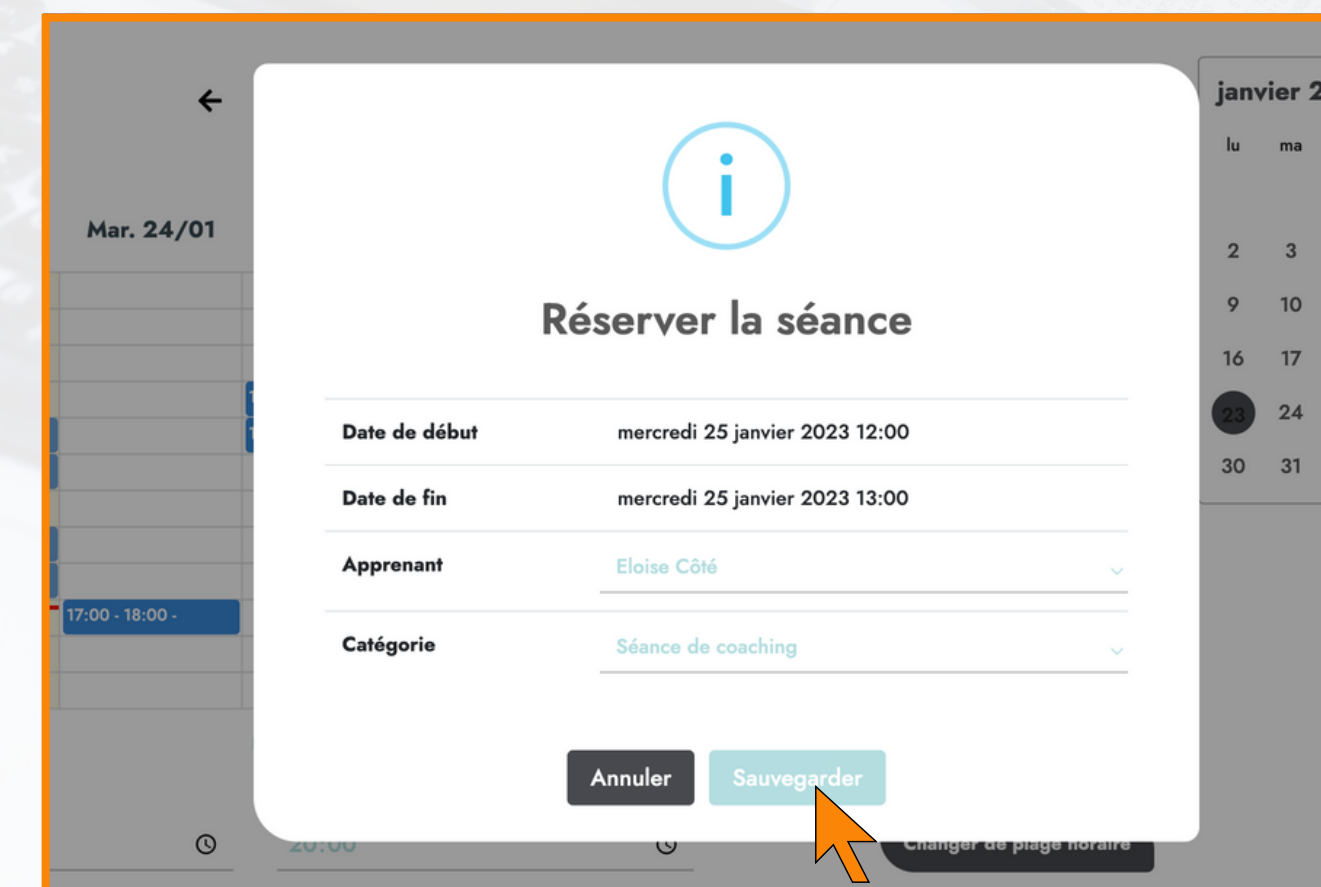 janvier 2
lu ma
Mar. 24/01
2 3
9 10
16 17
23 24
30 31
17:00 - 18:00 -
Réserver la séance
Date de début mercredi 25 janvier 2023 12:00
Date de fin mercredi 25 janvier 2023 13:00
Apprenant Eloise Côté
Catégorie Séance de coaching
Annuler Sauvegarder
20:00
Changer de plage horaire